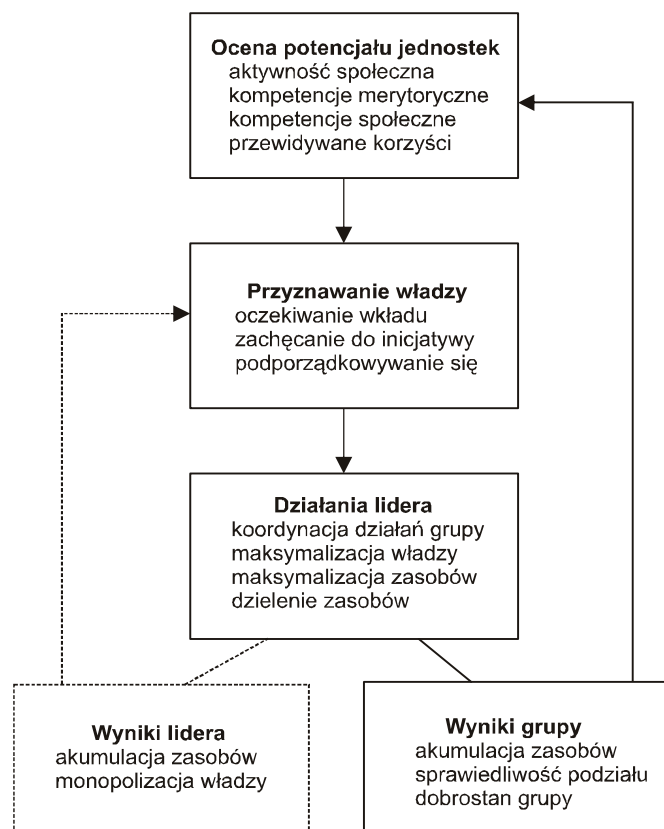 Ocena potencjału jednostek
aktywność społeczna
kompetencje merytoryczne
kompetencje społeczne
przewidywane korzyści
Przyznawanie władzy
oczekiwanie wkładu
zachęcanie do inicjatywy
podporządkowywanie się
Działania lidera
koordynacja działań grupy
maksymalizacja władzy
maksymalizacja zasobów
dzielenie zasobów
Wyniki lidera
akumulacja zasobów
monopolizacja władzy
Wyniki grupy
akumulacja zasobów
sprawiedliwość podziału
dobrostan grupy